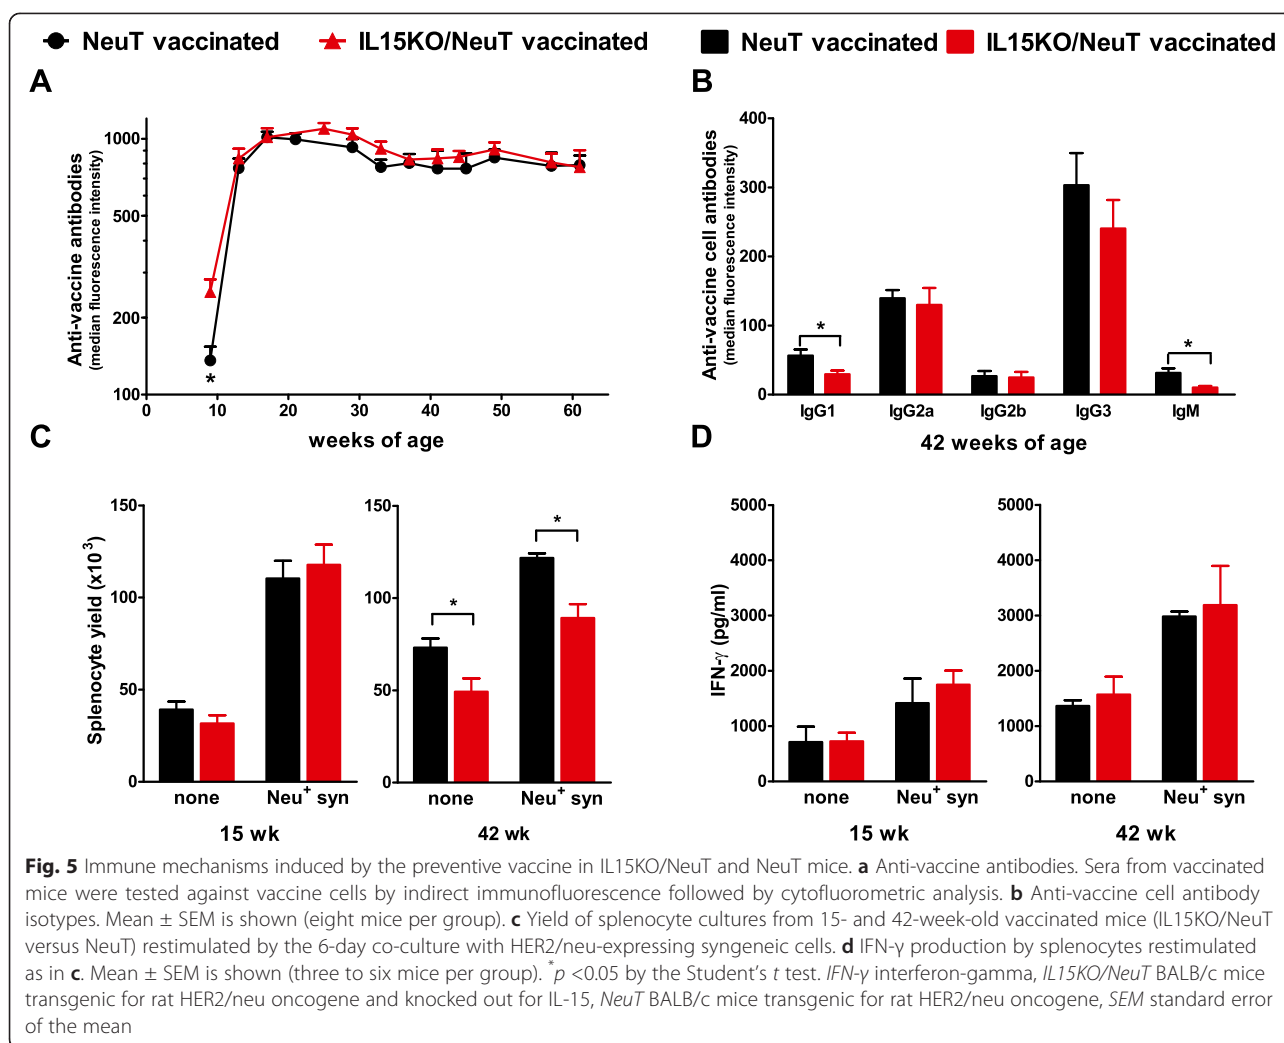 NeuT vaccinated IL15KO/NeuT vaccinated NeuT vaccinated IL15KO/NeuT vaccinated
A
Anti-vaccine antibodies
(median fluorescence intensity)
1000
500
200
100
*
0 10 20 30 40 50 60
weeks of age
B
Anti-vaccine cell antibodies
(median fluorescence intensity)
400
300
200
100
0
* *
IgG1 IgG2a IgG2b IgG3 IgM
42 weeks of age
C
Splenocyte yield (x10³)
150
100
50
0
none Neu⁺ syn
15 wk
150
100
50
0
* *
none Neu⁺ syn
42 wk
D
IFN-γ (pg/ml)
5000
4000
3000
2000
1000
0
none Neu⁺ syn
15 wk
5000
4000
3000
2000
1000
0
none Neu⁺ syn
42 wk
Fig. 5 Immune mechanisms induced by the preventive vaccine in IL15KO/NeuT and NeuT mice. a Anti-vaccine antibodies. Sera from vaccinated
mice were tested against vaccine cells by indirect immunofluorescence followed by cytofluorometric analysis. b Anti-vaccine cell antibody
isotypes. Mean ± SEM is shown (eight mice per group). c Yield of splenocyte cultures from 15- and 42-week-old vaccinated mice (IL15KO/NeuT
versus NeuT) restimulated by the 6-day co-culture with HER2/neu-expressing syngeneic cells. d IFN-γ production by splenocytes restimulated
as in c. Mean ± SEM is shown (three to six mice per group). *p <0.05 by the Student's t test. IFN-γ interferon-gamma, IL15KO/NeuT BALB/c mice
transgenic for rat HER2/neu oncogene and knocked out for IL-15, NeuT BALB/c mice transgenic for rat HER2/neu oncogene, SEM standard error
of the mean